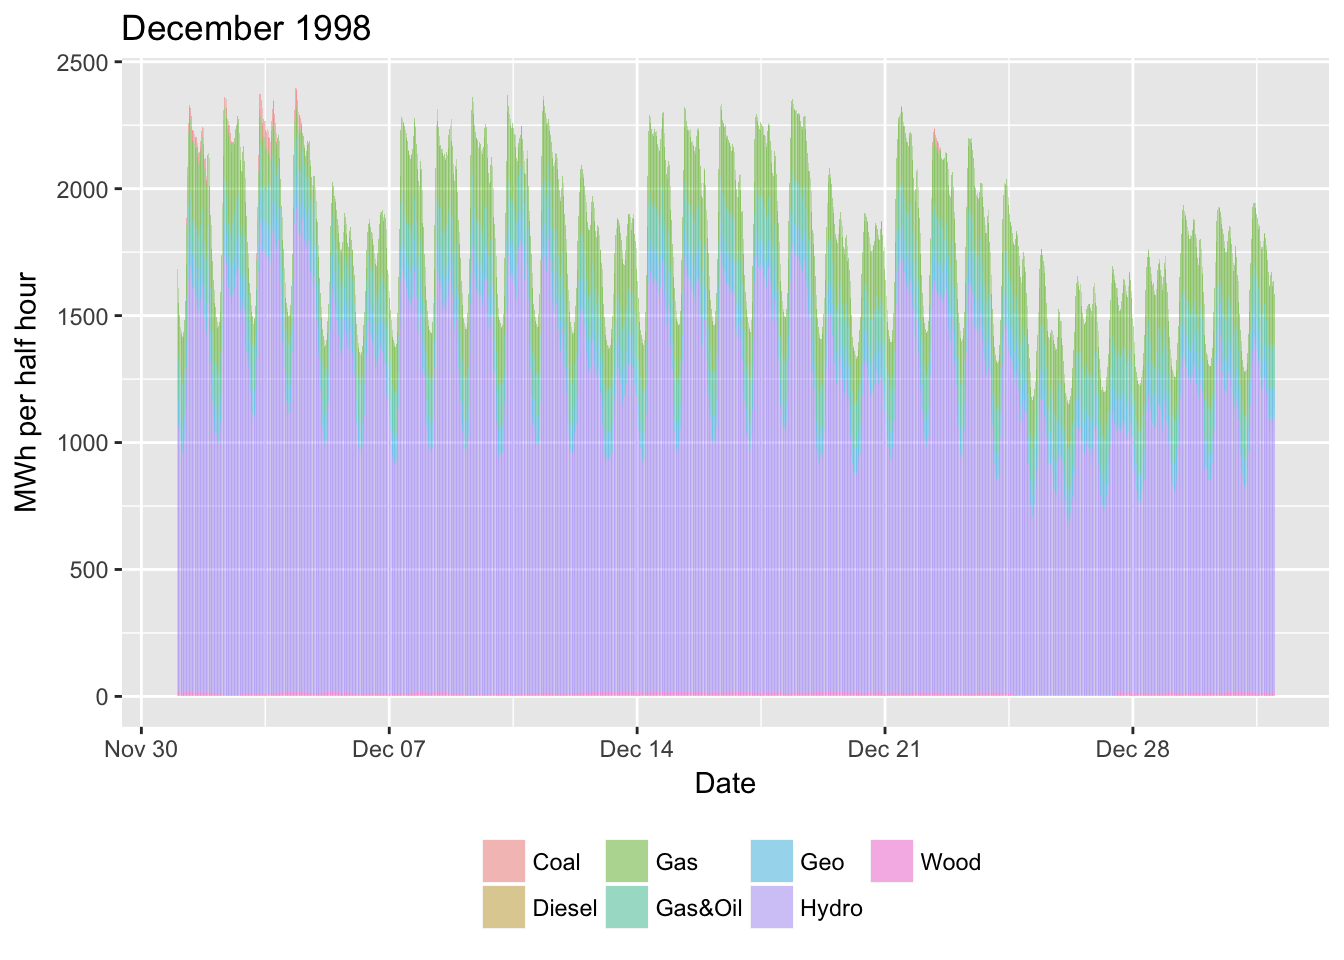 December 1998
2500
2000
1500
1000
500
0
MWh per half hour
Nov 30 Dec 07 Dec 14 Dec 21 Dec 28
Date
Coal Gas Geo Wood
Diesel Gas&Oil Hydro